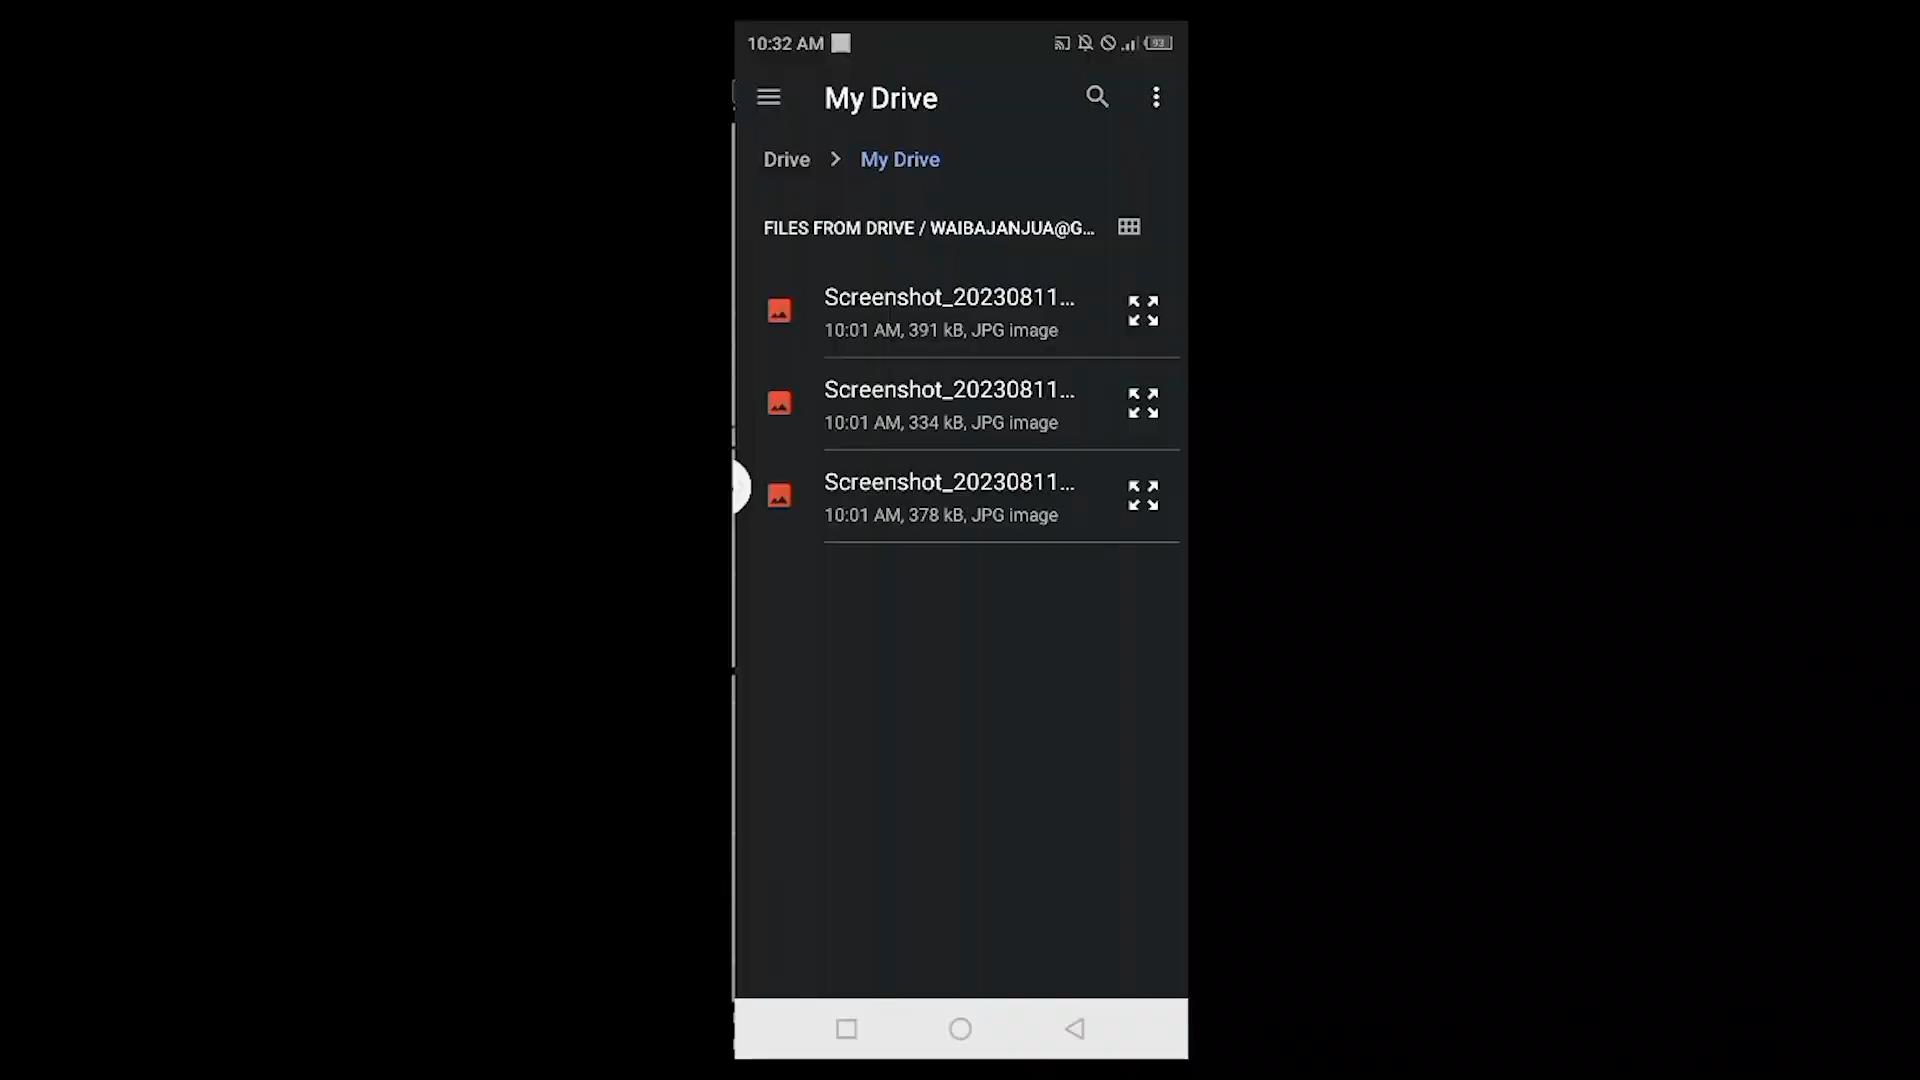 10:32 AM
93
My Drive
Drive > My Drive
FILES FROM DRIVE / WAIBAJANJUA@G...
Screenshot_20230811...
10:01 AM, 391 kB, JPG image
Screenshot_20230811...
10:01 AM, 334 kB, JPG image
Screenshot_20230811...
10:01 AM, 378 kB, JPG image